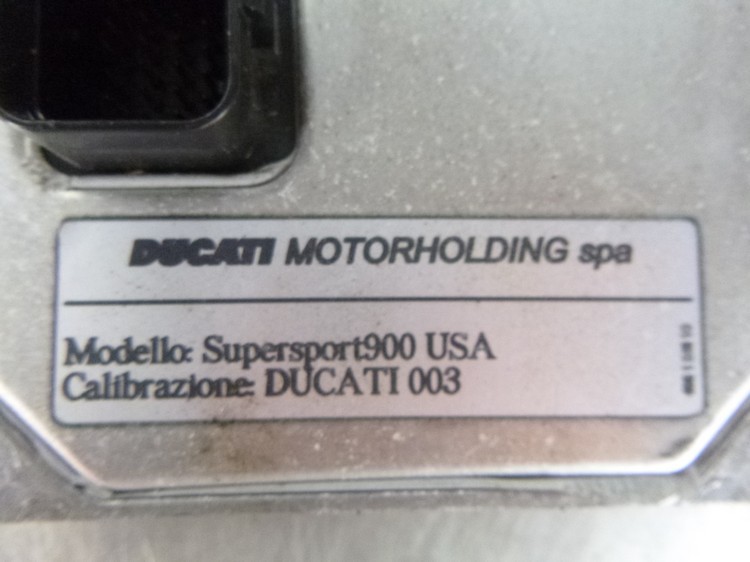 DUCATI MOTORHOLDING spa
Modello: Supersport900 USA
Calibrazione: DUCATI 003